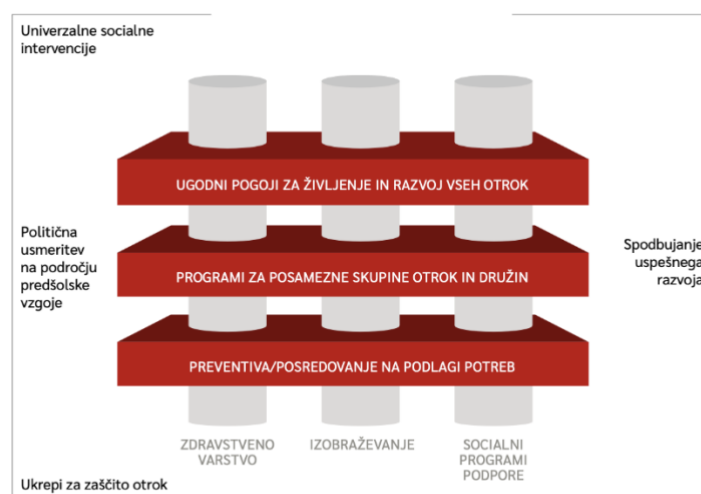 Univerzalne socialne
intervencije
UGODNI POGOJI ZA ŽIVLJENJE IN RAZVOJ VSEH OTROK
Politična
usmeritev
na področju
predšolske
vzgoje
PROGRAMI ZA POSAMEZNE SKUPINE OTROK IN DRUŽIN
Spodbujanje
uspešnega
razvoja
PREVENTIVA/POSREDOVANJE NA PODLAGI POTREB
ZDRAVSTVENO
VARSTVO
IZOBRAŽEVANJE
SOCIALNI
PROGRAMI
PODPORE
Ukrepi za zaščito otrok